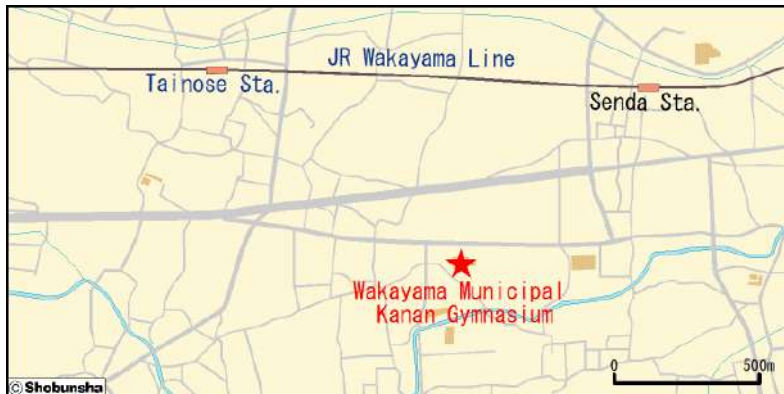 JR Wakayama Line
Tainose Sta.
Senda Sta.
Wakayama Municipal
Kanan Gymnasium
0 500m
© Shobunsha